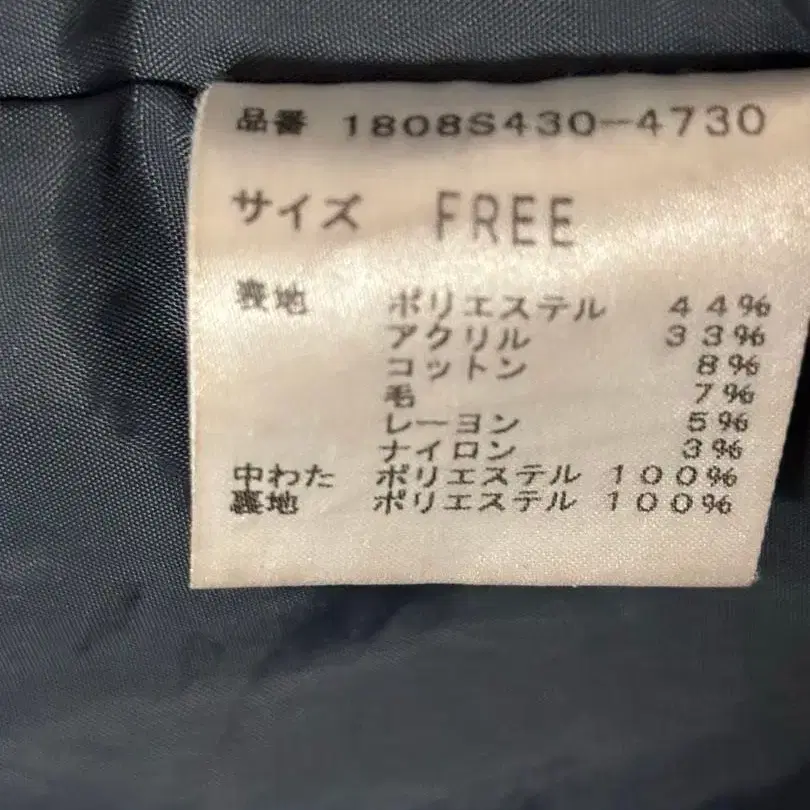 品番 1808S430-4730
サイズ FREE
表地 ポリエステル 44%
アクリル 33%
コットン 8%
毛 7%
レーヨン 5%
ナイロン 3%
中わた ポリエステル 100%
裏地 ポリエステル 100%